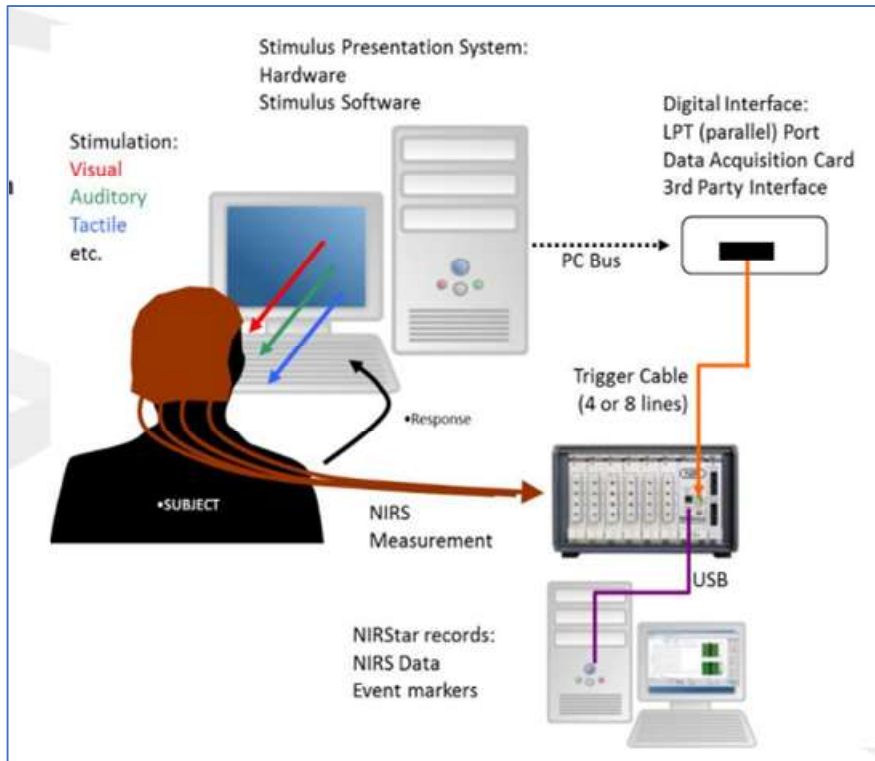 Stimulus Presentation System:
Hardware
Stimulus Software
Digital Interface:
LPT (parallel) Port
Data Acquisition Card
3rd Party Interface
Stimulation:
Visual
Auditory
Tactile
etc.
PC Bus
Trigger Cable
(4 or 8 lines)
•Response
•SUBJECT
NIRS
Measurement
USB
NIRStar records:
NIRS Data
Event markers